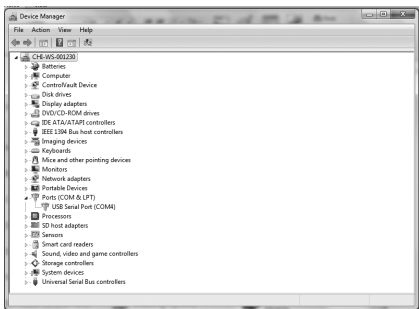 Device Manager
File Action View Help
CHI-WS-001230
Batteries
Computer
ControlVault Device
Disk drives
Display adapters
DVD/CD-ROM drives
IDE ATA/ATAPI controllers
IEEE 1394 Bus host controllers
Imaging devices
Keyboards
Mice and other pointing devices
Monitors
Network adapters
Portable Devices
Ports (COM & LPT)
USB Serial Port (COM4)
Processors
SD host adapters
Sensors
Smart card readers
Sound, video and game controllers
Storage controllers
System devices
Universal Serial Bus controllers